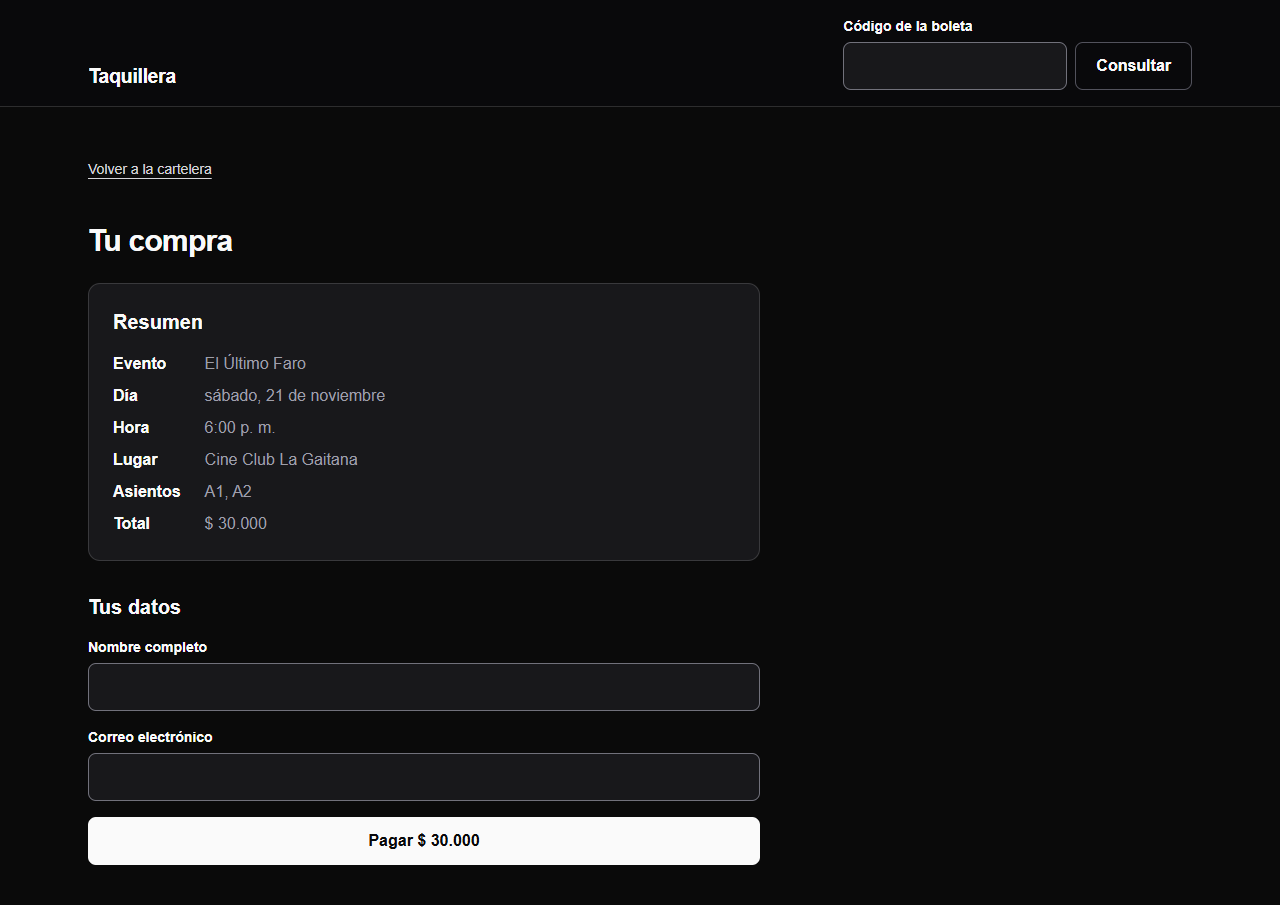 Código de la boleta
Taquillera
Consultar
Volver a la cartelera
Tu compra
Resumen
Evento El Último Faro
Día sábado, 21 de noviembre
Hora 6:00 p. m.
Lugar Cine Club La Gaitana
Asientos A1, A2
Total $ 30.000
Tus datos
Nombre completo
Correo electrónico
Pagar $ 30.000